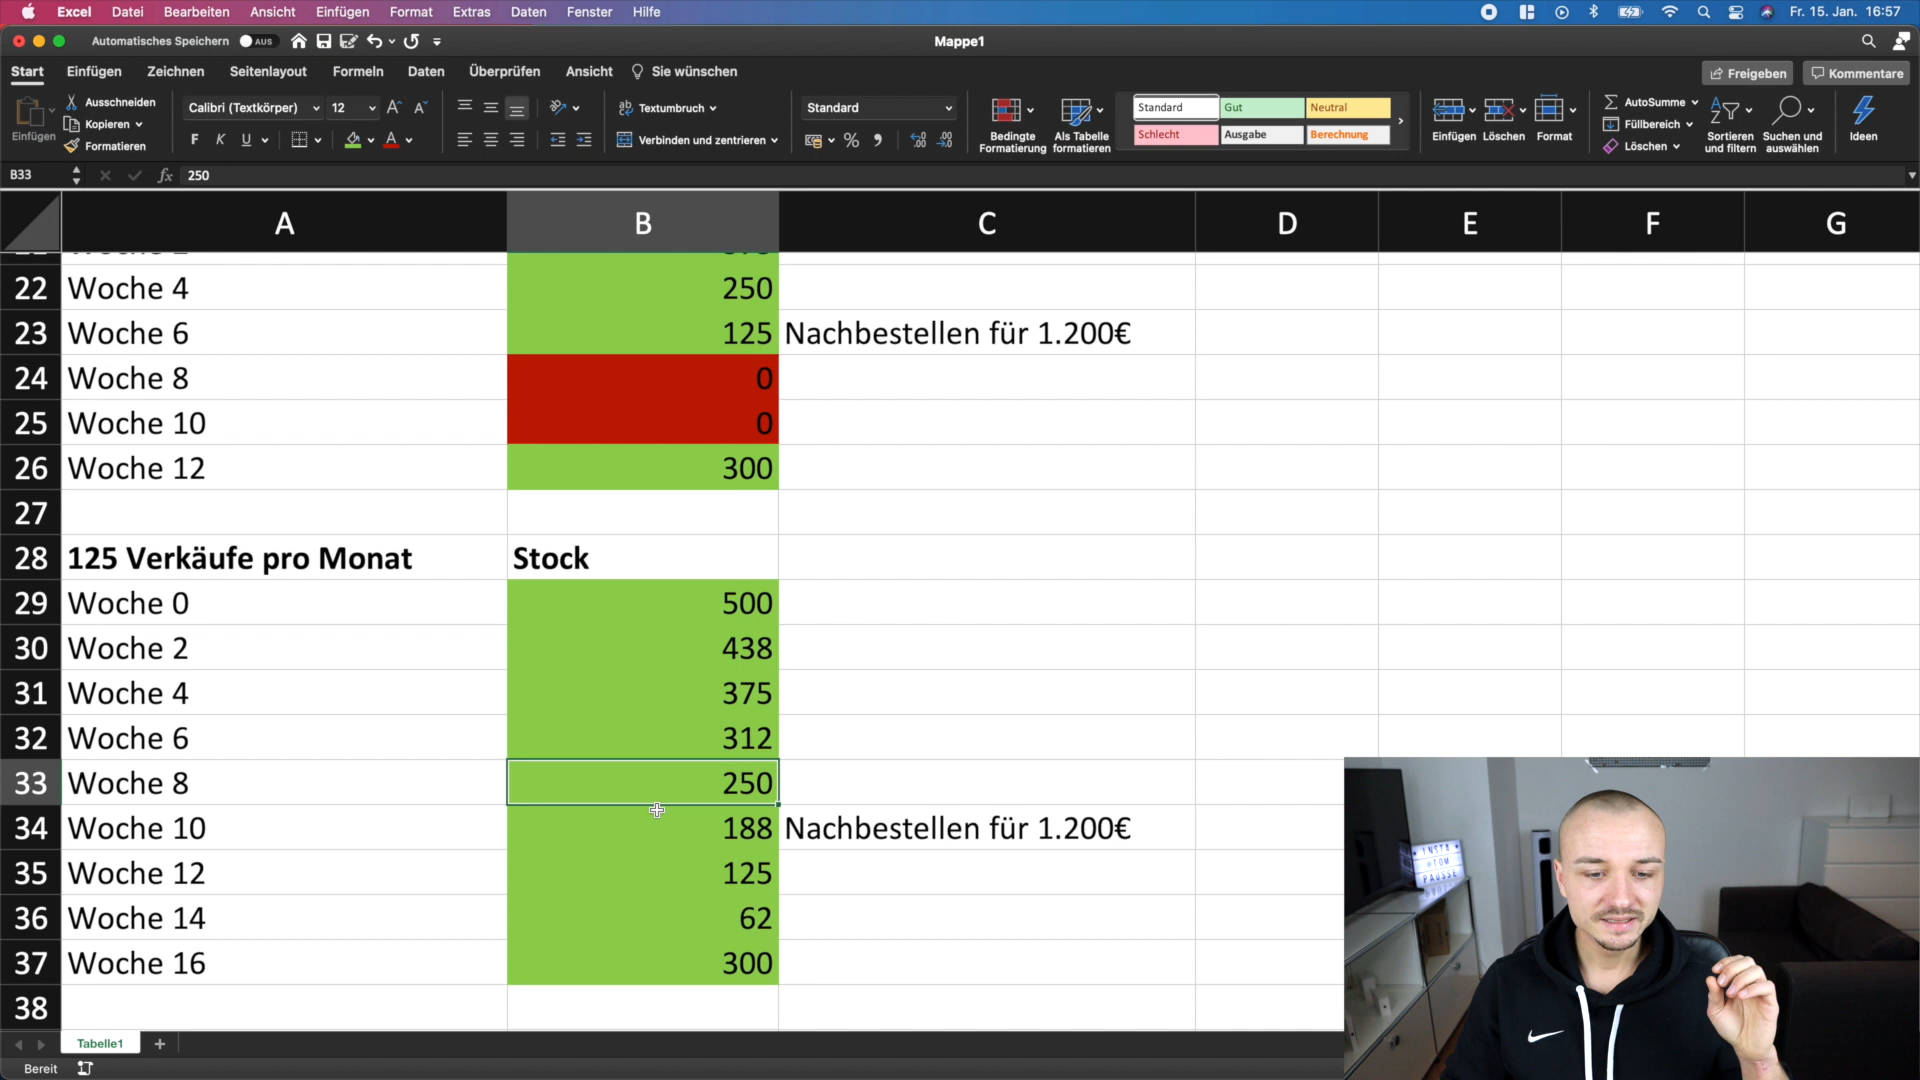 Excel Datei Bearbeiten Ansicht Einfügen Format Extras Daten Fenster Hilfe Fr. 15. Jan. 16:57
Automatisches Speichern AUS Mappe1
Start Einfügen Zeichnen Seitenlayout Formeln Daten Überprüfen Ansicht Sie wünschen Freigeben Kommentare
Einfügen
Ausschneiden
Kopieren
Formatieren
Calibri (Textkörper) 12
F K U
Textumbruch
Verbinden und zentrieren
Standard
Bedingte Formatierung
Als Tabelle formatieren
Standard Gut Neutral
Schlecht Ausgabe Berechnung
Einfügen Löschen Format
AutoSumme
Füllbereich
Löschen
Sortieren und filtern
Suchen und auswählen
Ideen
B33 fx 250
A B C D E F G
22 Woche 4 250
23 Woche 6 125 Nachbestellen für 1.200€
24 Woche 8 0
25 Woche 10 0
26 Woche 12 300
27
28 125 Verkäufe pro Monat Stock
29 Woche 0 500
30 Woche 2 438
31 Woche 4 375
32 Woche 6 312
33 Woche 8 250
34 Woche 10 188 Nachbestellen für 1.200€
35 Woche 12 125
36 Woche 14 62
37 Woche 16 300
38
INSTA
@TOM
PAUSSE
Tabelle1
Bereit